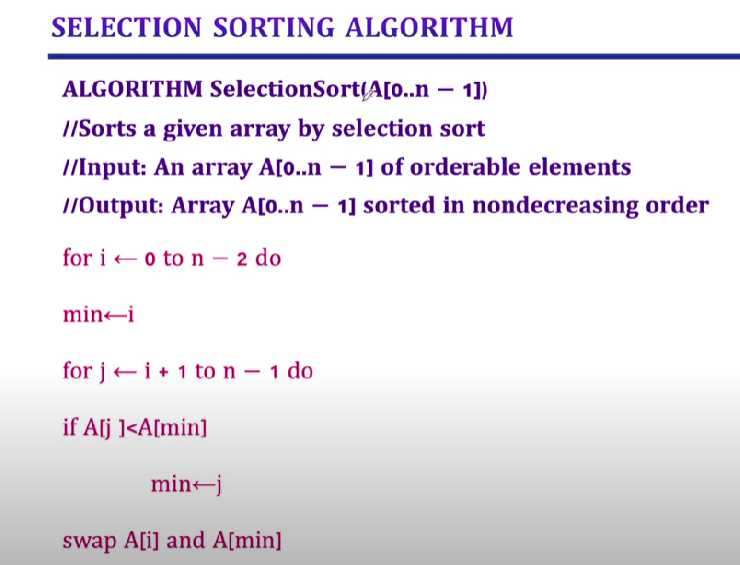 SELECTION SORTING ALGORITHM
ALGORITHM SelectionSort(A[0..n − 1])
//Sorts a given array by selection sort
//Input: An array A[0..n − 1] of orderable elements
//Output: Array A[0..n − 1] sorted in nondecreasing order
for i ← 0 to n − 2 do
min←i
for j ← i + 1 to n − 1 do
if A[j ]<A[min]
min←j
swap A[i] and A[min]